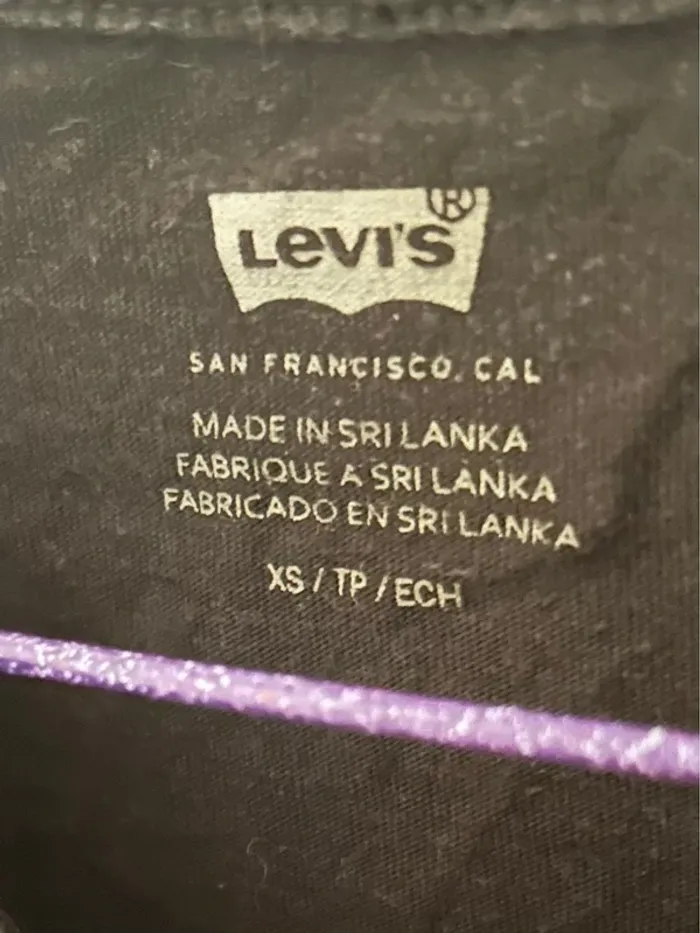 LEVI'S®
SAN FRANCISCO, CAL
MADE IN SRI LANKA
FABRIQUE A SRI LANKA
FABRICADO EN SRI LANKA
XS / TP / ECH